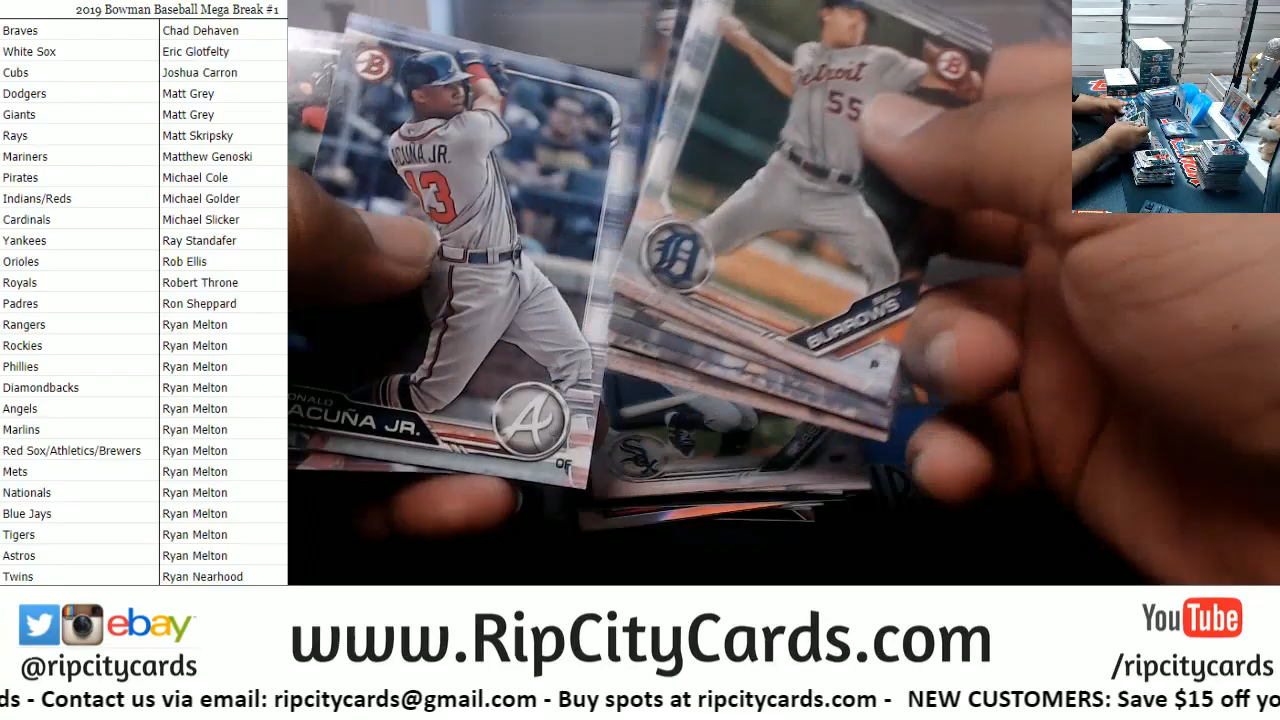 2019 Bowman Baseball Mega Break #1
Braves Chad Dehaven
White Sox Eric Glotfelty
Cubs Joshua Carron
Dodgers Matt Grey
Giants Matt Grey
Rays Matt Skripsky
Mariners Matthew Genoski
Pirates Michael Cole
Indians/Reds Michael Golder
Cardinals Michael Slicker
Yankees Ray Standafer
Orioles Rob Ellis
Royals Robert Throne
Padres Ron Sheppard
Rangers Ryan Melton
Rockies Ryan Melton
Phillies Ryan Melton
Diamondbacks Ryan Melton
Angels Ryan Melton
Marlins Ryan Melton
Red Sox/Athletics/Brewers Ryan Melton
Mets Ryan Melton
Nationals Ryan Melton
Blue Jays Ryan Melton
Tigers Ryan Melton
Astros Ryan Melton
Twins Ryan Nearhood
B
ACUÑA JR.
13
ONALD
ACUÑA JR.
A
OF
B
Detroit
55
D
BURROWS
P
Sox
ebay
@ripcitycards
www.RipCityCards.com
YouTube
/ripcitycards
ds - Contact us via email: ripcitycards@gmail.com - Buy spots at ripcitycards.com - NEW CUSTOMERS: Save $15 off yo